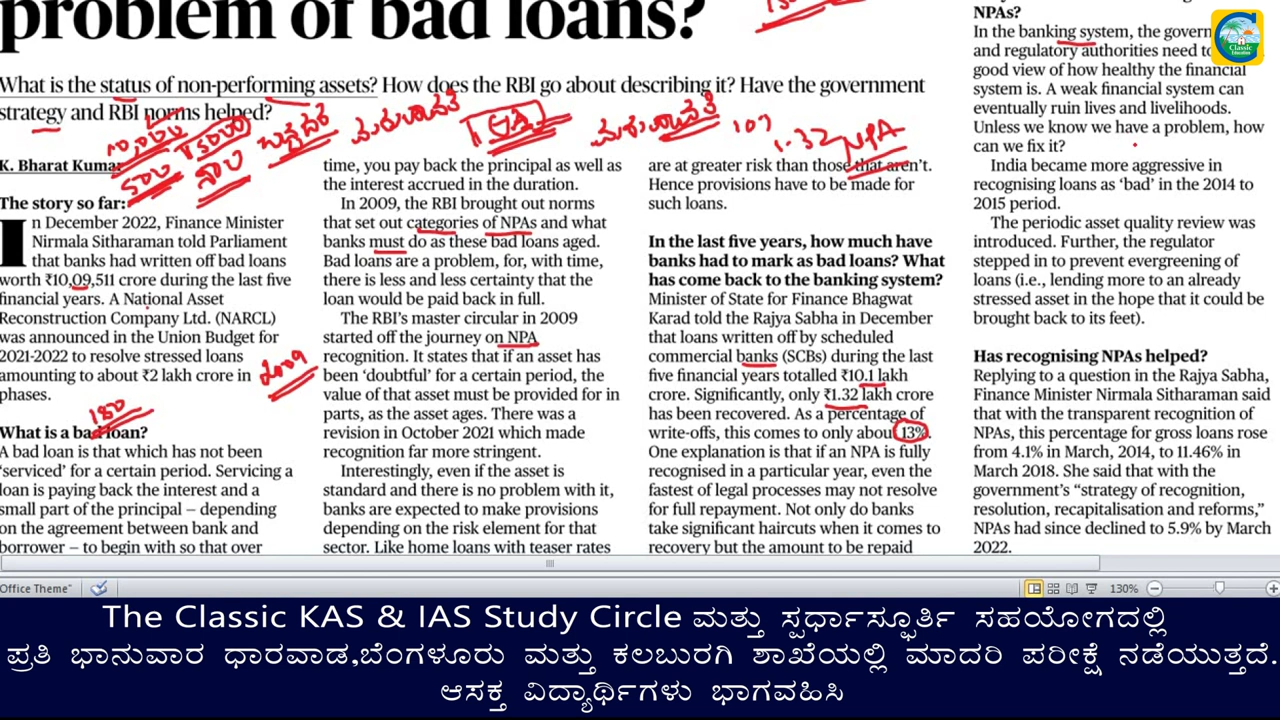 problem of bad loans?
What is the status of non-performing assets? How does the RBI go about describing it? Have the government
strategy and RBI norms helped?
K. Bharat Kumar
The story so far:
In December 2022, Finance Minister
Nirmala Sitharaman told Parliament
that banks had written off bad loans
worth ₹10,09,511 crore during the last five
financial years. A National Asset
Reconstruction Company Ltd. (NARCL)
was announced in the Union Budget for
2021-2022 to resolve stressed loans
amounting to about ₹2 lakh crore in
phases.
What is a bad loan?
A bad loan is that which has not been
‘serviced’ for a certain period. Servicing a
loan is paying back the interest and a
small part of the principal — depending
on the agreement between bank and
borrower — to begin with so that over
time, you pay back the principal as well as
the interest accrued in the duration.
In 2009, the RBI brought out norms
that set out categories of NPAs and what
banks must do as these bad loans aged.
Bad loans are a problem, for, with time,
there is less and less certainty that the
loan would be paid back in full.
The RBI’s master circular in 2009
started off the journey on NPA
recognition. It states that if an asset has
been ‘doubtful’ for a certain period, the
value of that asset must be provided for in
parts, as the asset ages. There was a
revision in October 2021 which made
recognition far more stringent.
Interestingly, even if the asset is
standard and there is no problem with it,
banks are expected to make provisions
depending on the risk element for that
sector. Like home loans with teaser rates
are at greater risk than those that aren’t.
Hence provisions have to be made for
such loans.
In the last five years, how much have
banks had to mark as bad loans? What
has come back to the banking system?
Minister of State for Finance Bhagwat
Karad told the Rajya Sabha in December
that loans written off by scheduled
commercial banks (SCBs) during the last
five financial years totalled ₹10.1 lakh
crore. Significantly, only ₹1.32 lakh crore
has been recovered. As a percentage of
write-offs, this comes to only about 13%.
One explanation is that if an NPA is fully
recognised in a particular year, even the
fastest of legal processes may not resolve
for full repayment. Not only do banks
take significant haircuts when it comes to
recovery but the amount to be repaid
NPAs?
In the banking system, the
and regulatory authorities need to
good view of how healthy the financial
system is. A weak financial system can
eventually ruin lives and livelihoods.
Unless we know we have a problem, how
can we fix it?
India became more aggressive in
recognising loans as ‘bad’ in the 2014 to
2015 period.
The periodic asset quality review was
introduced. Further, the regulator
stepped in to prevent evergreening of
loans (i.e., lending more to an already
stressed asset in the hope that it could be
brought back to its feet).
Has recognising NPAs helped?
Replying to a question in the Rajya Sabha,
Finance Minister Nirmala Sitharaman said
that with the transparent recognition of
NPAs, this percentage for gross loans rose
from 4.1% in March, 2014, to 11.46% in
March 2018. She said that with the
government’s “strategy of recognition,
resolution, recapitalisation and reforms,”
NPAs had since declined to 5.9% by March
2022.
10,000
500
2009
180
1.32 NPA
Classic
Education
Office Theme"
130%
The Classic KAS & IAS Study Circle ಮತ್ತು ಸ್ಪರ್ಧಾಸ್ಫೂರ್ತಿ ಸಹಯೋಗದಲ್ಲಿ
ಪ್ರತಿ ಭಾನುವಾರ ಧಾರವಾಡ,ಬೆಂಗಳೂರು ಮತ್ತು ಕಲಬುರಗಿ ಶಾಖೆಯಲ್ಲಿ ಮಾದರಿ ಪರೀಕ್ಷೆ ನಡೆಯುತ್ತದೆ.
ಆಸಕ್ತ ವಿದ್ಯಾರ್ಥಿಗಳು ಭಾಗವಹಿಸಿ